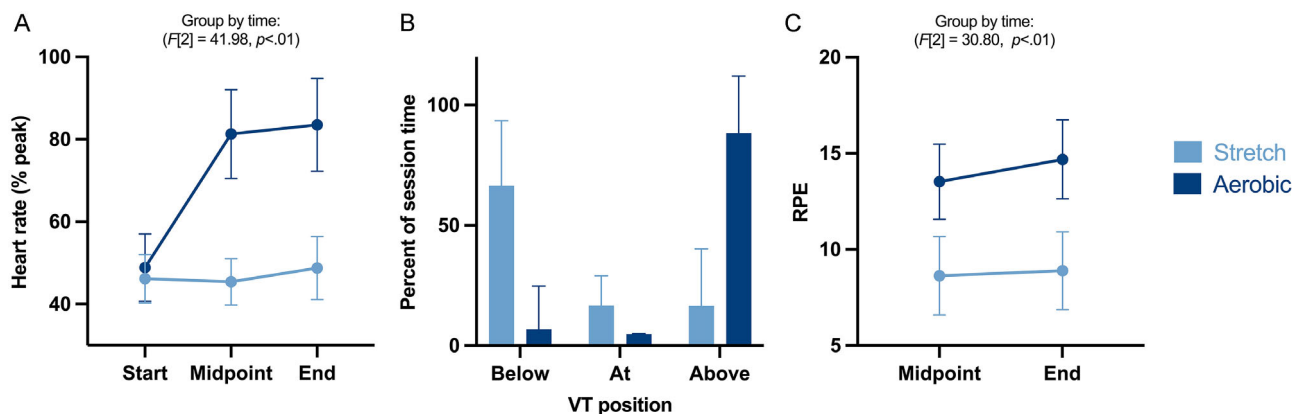 A
Group by time:
(F[2] = 41.98, p<.01)
Heart rate (% peak)
100
80
60
40
Start Midpoint End
B
Percent of session time
100
50
0
Below At Above
VT position
C
Group by time:
(F[2] = 30.80, p<.01)
RPE
20
15
10
5
Midpoint End
Stretch
Aerobic